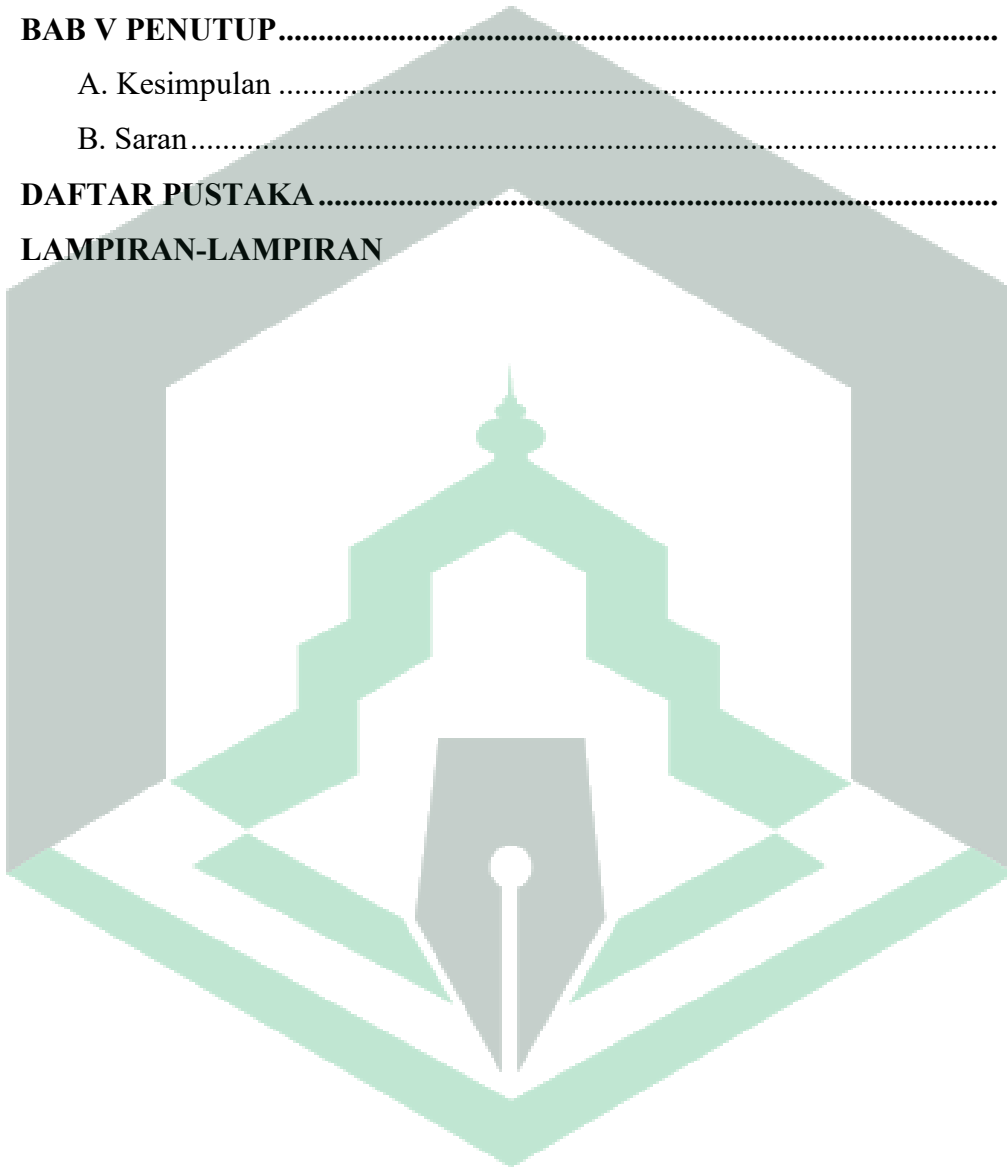 BAB V PENUTUP..........................................................................................
A. Kesimpulan ..........................................................................................
B. Saran.....................................................................................................
DAFTAR PUSTAKA.....................................................................................
LAMPIRAN-LAMPIRAN